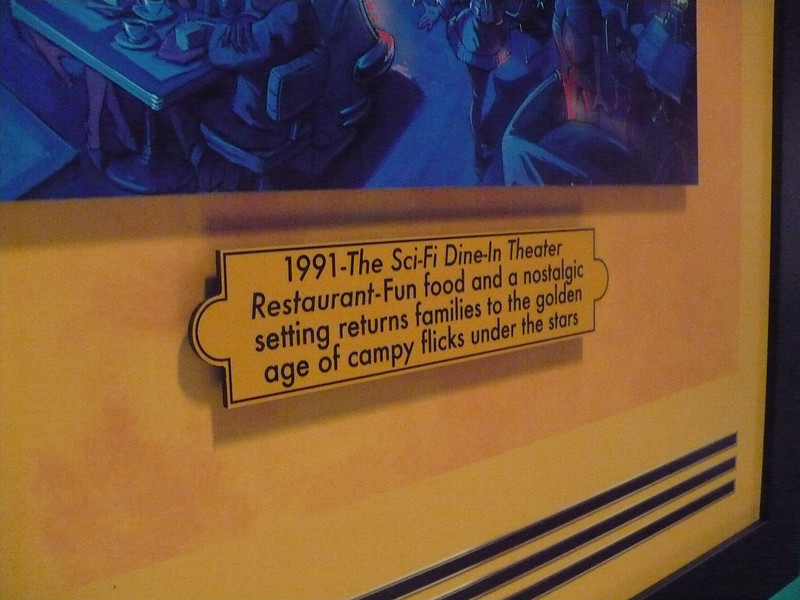 1991-The Sci-Fi Dine-In Theater
Restaurant-Fun food and a nostalgic
setting returns families to the golden
age of campy flicks under the stars